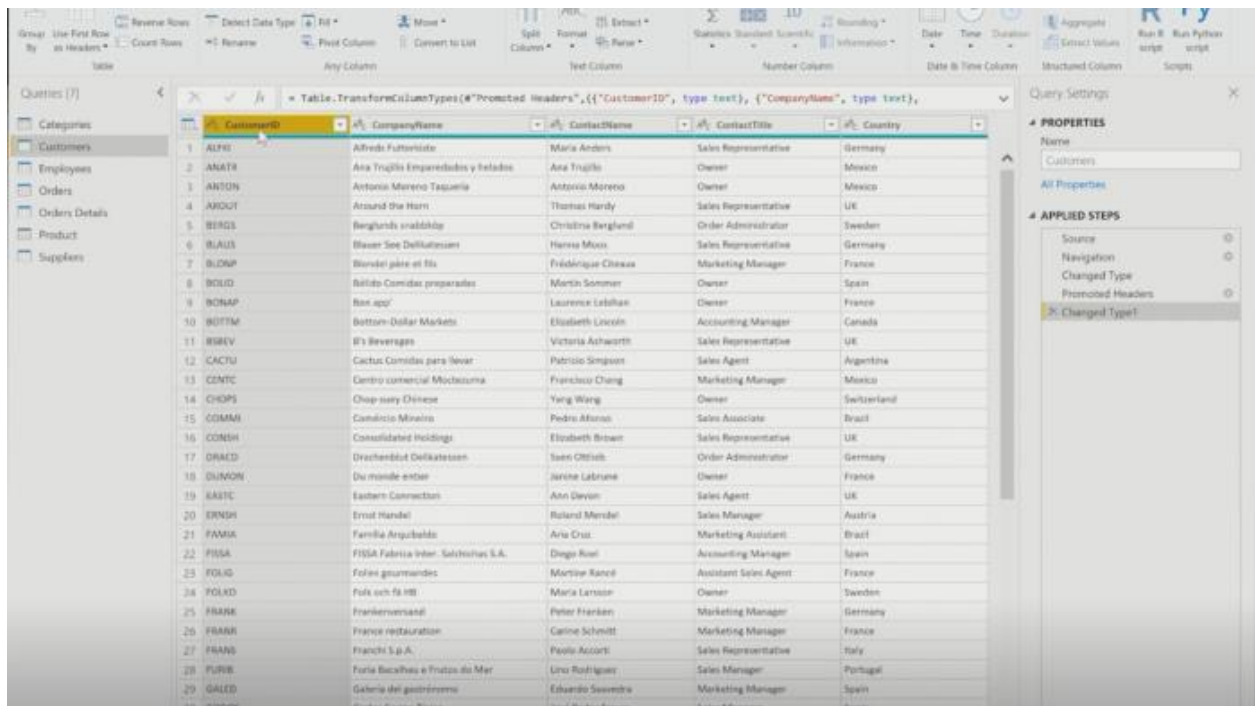 Reverse Rows Detect Data Type Fill Move Split Format Extract Statistics Standard Scientific Rounding Date Time Duration Aggregate Run R Run Python
Group Use First Row Count Rows Rename Pivot Column Convert to List Column Parse Information Extract Values script script
By as Headers
Table Any Column Text Column Number Column Date & Time Column Structured Column Scripts
Queries [7] fx = Table.TransformColumnTypes(#"Promoted Headers",{{"CustomerID", type text}, {"CompanyName", type text}, Query Settings
Categories
Customers
Employees
Orders
Orders Details
Product
Suppliers
CustomerID CompanyName ContactName ContactTitle Country
1 ALFKI Alfreds Futterkiste Maria Anders Sales Representative Germany
2 ANATR Ana Trujillo Emparedados y helados Ana Trujillo Owner Mexico
3 ANTON Antonio Moreno Taquería Antonio Moreno Owner Mexico
4 AROUT Around the Horn Thomas Hardy Sales Representative UK
5 BERGS Berglunds snabbköp Christina Berglund Order Administrator Sweden
6 BLAUS Blauer See Delikatessen Hanna Moos Sales Representative Germany
7 BLONP Blondel père et fils Frédérique Citeaux Marketing Manager France
8 BOLID Bólido Comidas preparadas Martín Sommer Owner Spain
9 BONAP Bon app' Laurence Lebihan Owner France
10 BOTTM Bottom-Dollar Markets Elizabeth Lincoln Accounting Manager Canada
11 BSBEV B's Beverages Victoria Ashworth Sales Representative UK
12 CACTU Cactus Comidas para llevar Patricio Simpson Sales Agent Argentina
13 CENTC Centro comercial Moctezuma Francisco Chang Marketing Manager Mexico
14 CHOPS Chop-suey Chinese Yang Wang Owner Switzerland
15 COMMI Comércio Mineiro Pedro Afonso Sales Associate Brazil
16 CONSH Consolidated Holdings Elizabeth Brown Sales Representative UK
17 DRACD Drachenblut Delikatessen Sven Ottlieb Order Administrator Germany
18 DUMON Du monde entier Janine Labrune Owner France
19 EASTC Eastern Connection Ann Devon Sales Agent UK
20 ERNSH Ernst Handel Roland Mendel Sales Manager Austria
21 FAMIA Familia Arquibaldo Aria Cruz Marketing Assistant Brazil
22 FISSA FISSA Fabrica Inter. Salchichas S.A. Diego Roel Accounting Manager Spain
23 FOLIG Folies gourmandes Martine Rancé Assistant Sales Agent France
24 FOLKO Folk och fä HB Maria Larsson Owner Sweden
25 FRANK Frankenversand Peter Franken Marketing Manager Germany
26 FRANR France restauration Carine Schmitt Marketing Manager France
27 FRANS Franchi S.p.A. Paolo Accorti Sales Representative Italy
28 FURIB Furia Bacalhau e Frutos do Mar Lino Rodriguez Sales Manager Portugal
29 GALED Galería del gastrónomo Eduardo Saavedra Marketing Manager Spain
PROPERTIES
Name
Customers
All Properties
APPLIED STEPS
Source
Navigation
Changed Type
Promoted Headers
Changed Type1